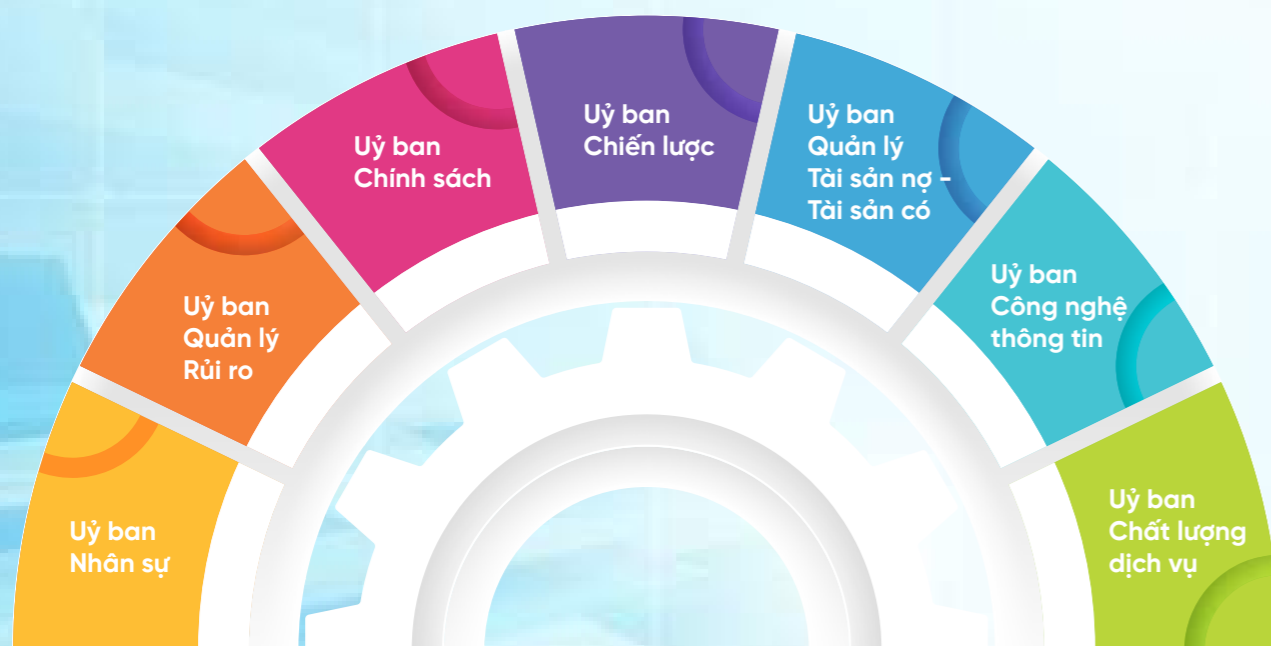 Uỷ ban
Nhân sự
Uỷ ban
Quản lý
Rủi ro
Uỷ ban
Chính sách
Uỷ ban
Chiến lược
Uỷ ban
Quản lý
Tài sản nợ -
Tài sản có
Uỷ ban
Công nghệ
thông tin
Uỷ ban
Chất lượng
dịch vụ